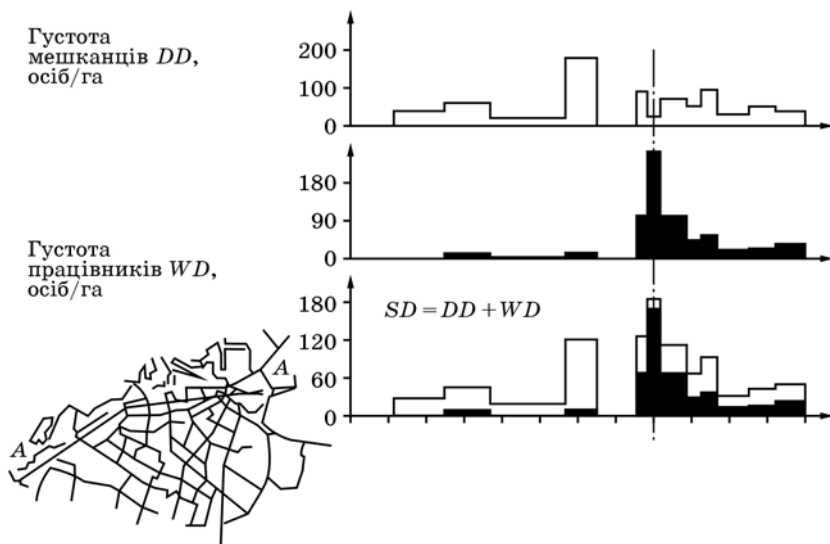 Густота
мешканців DD,
осіб/га
200
100
0
Густота
працівників WD,
осіб/га
180
90
0
SD = DD + WD
180
120
60
0
A
A